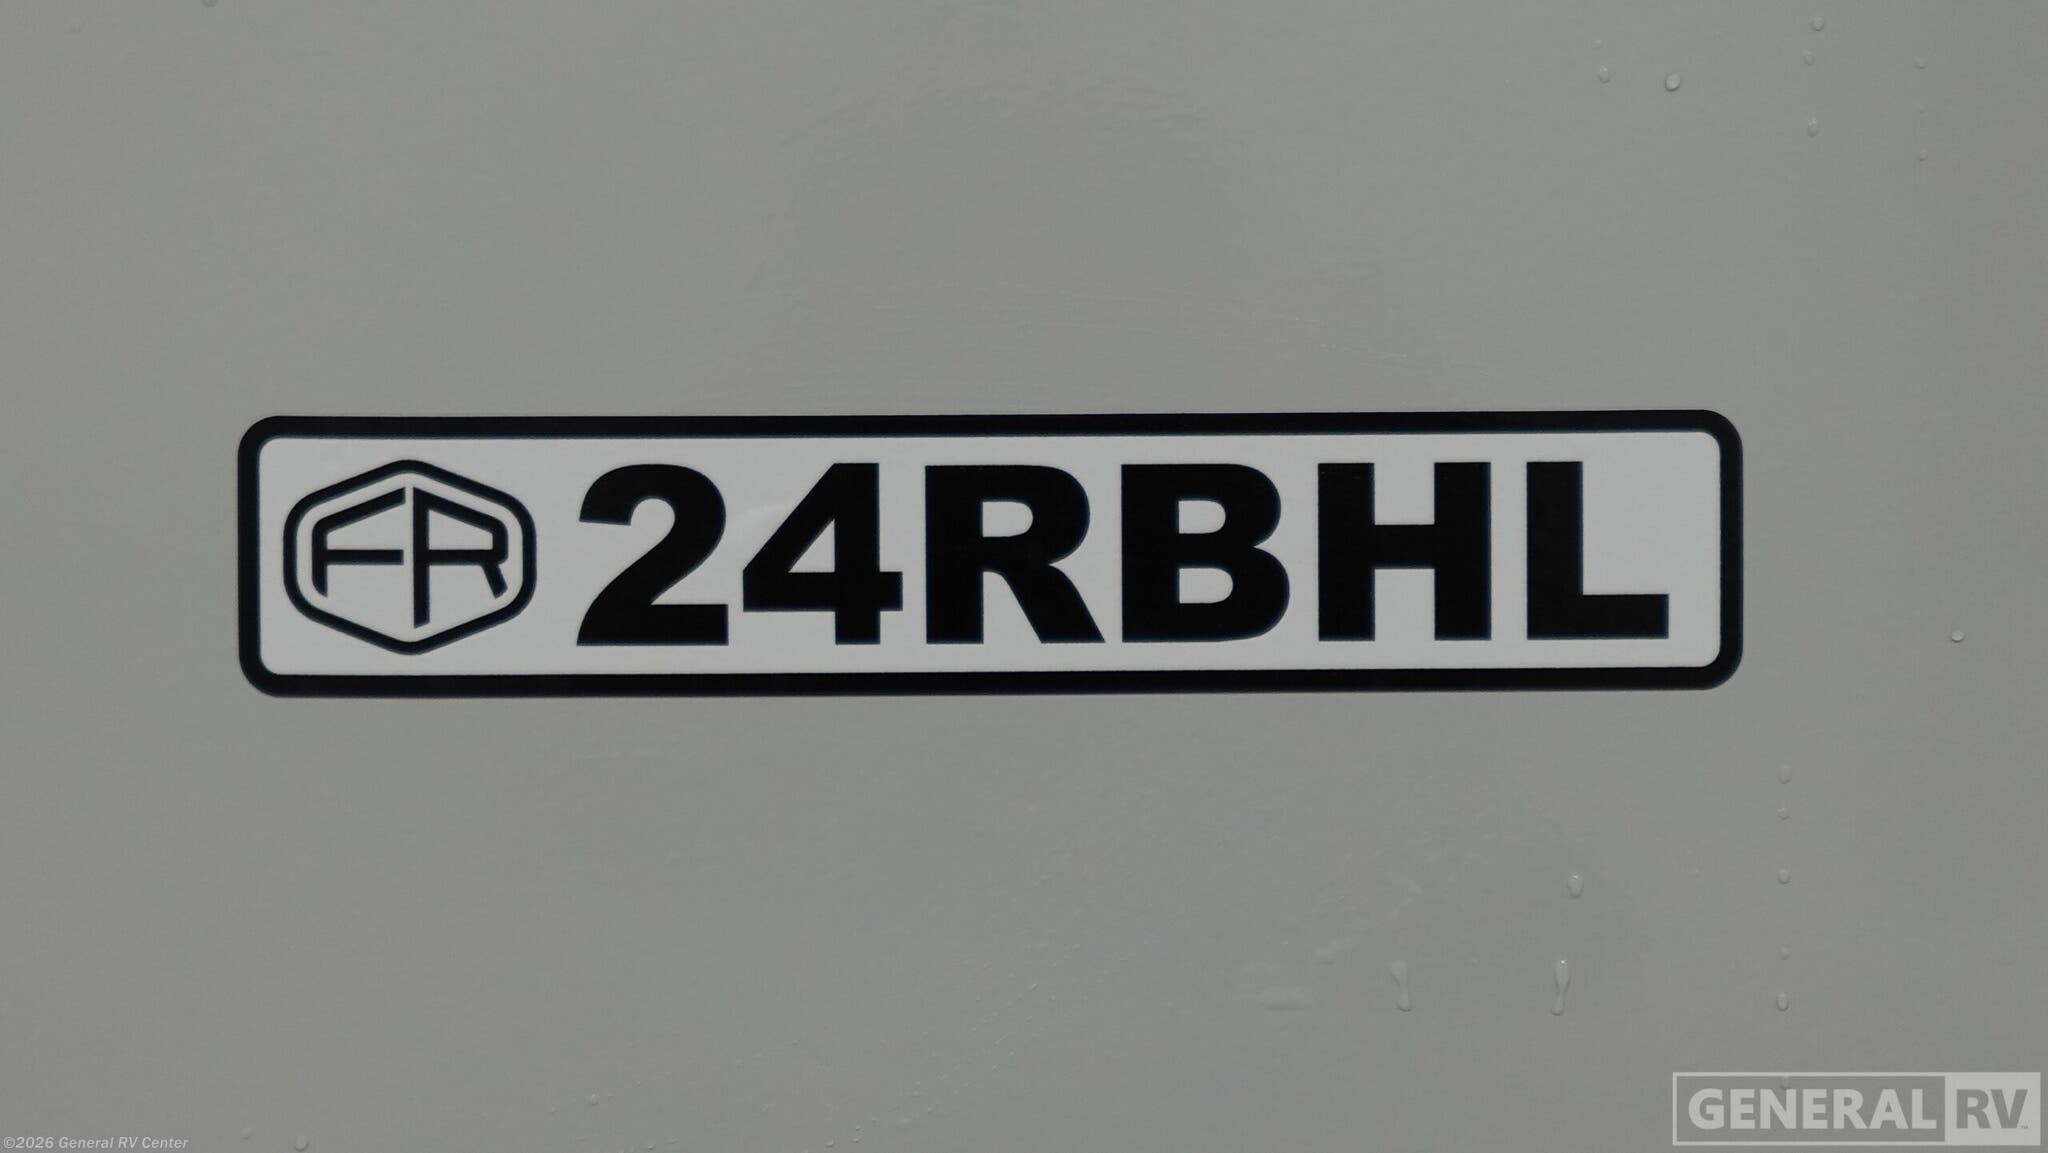 FR 24RBHL
GENERAL RV
©2026 General RV Center